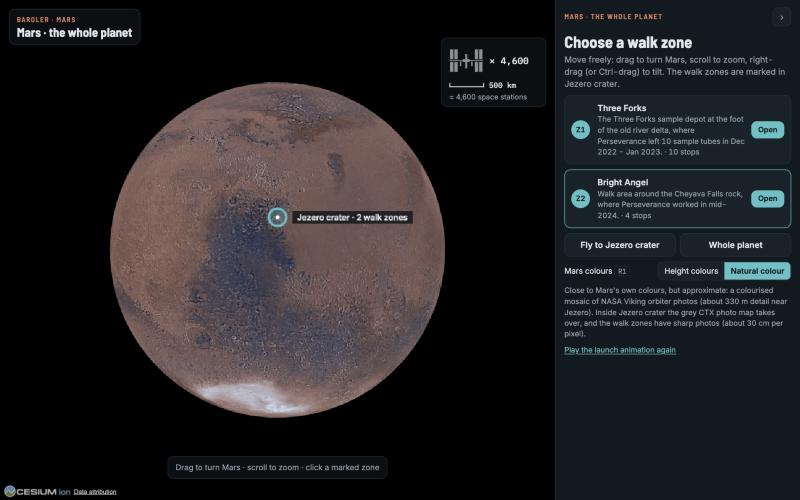 BAROLER · MARS
Mars · the whole planet
× 4,600
500 km
= 4,600 space stations
Jezero crater · 2 walk zones
Drag to turn Mars · scroll to zoom · click a marked zone
CESIUM ion Data attribution
MARS · THE WHOLE PLANET
›
Choose a walk zone
Move freely: drag to turn Mars, scroll to zoom, right-
drag (or Ctrl-drag) to tilt. The walk zones are marked in
Jezero crater.
Z1
Three Forks
The Three Forks sample depot at the foot
of the old river delta, where
Perseverance left 10 sample tubes in Dec
2022 – Jan 2023. · 10 stops
Open
Z2
Bright Angel
Walk area around the Cheyava Falls rock,
where Perseverance worked in mid-
2024. · 4 stops
Open
Fly to Jezero crater
Whole planet
Mars colours R1
Height colours
Natural colour
Close to Mars's own colours, but approximate: a colourised
mosaic of NASA Viking orbiter photos (about 330 m detail near
Jezero). Inside Jezero crater the grey CTX photo map takes
over, and the walk zones have sharp photos (about 30 cm per
pixel).
Play the launch animation again